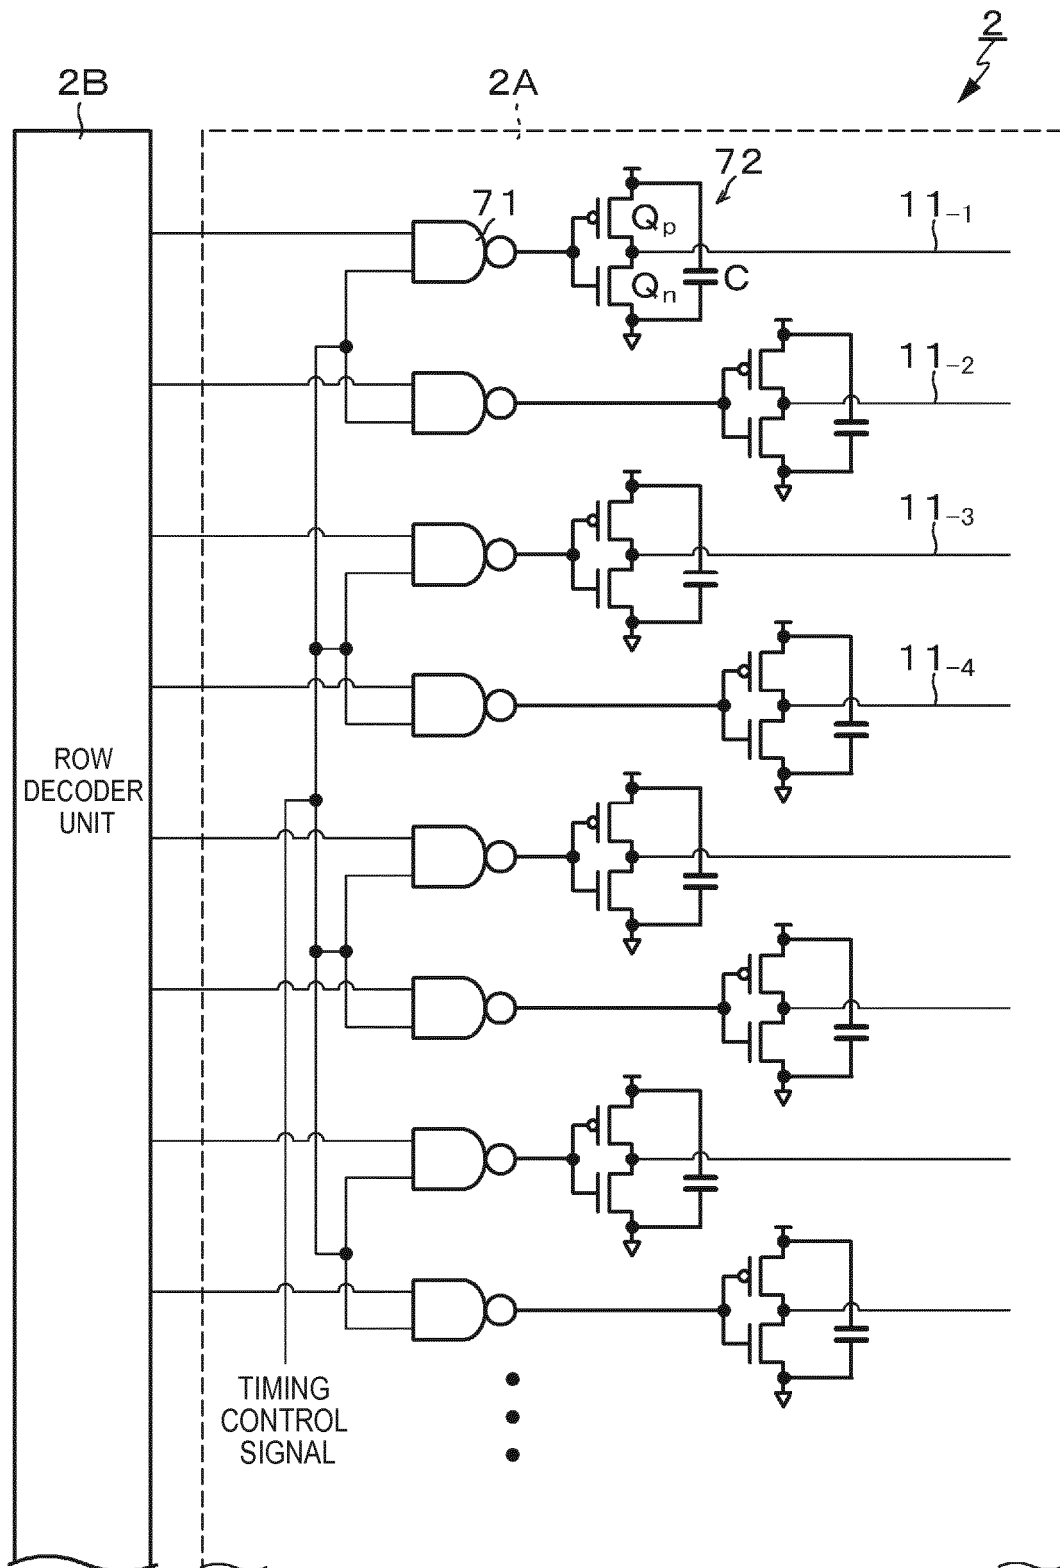 2
2B
2A
72
71
11-1
Qp
Qn
C
11-2
11-3
11-4
ROW
DECODER
UNIT
TIMING
CONTROL
SIGNAL